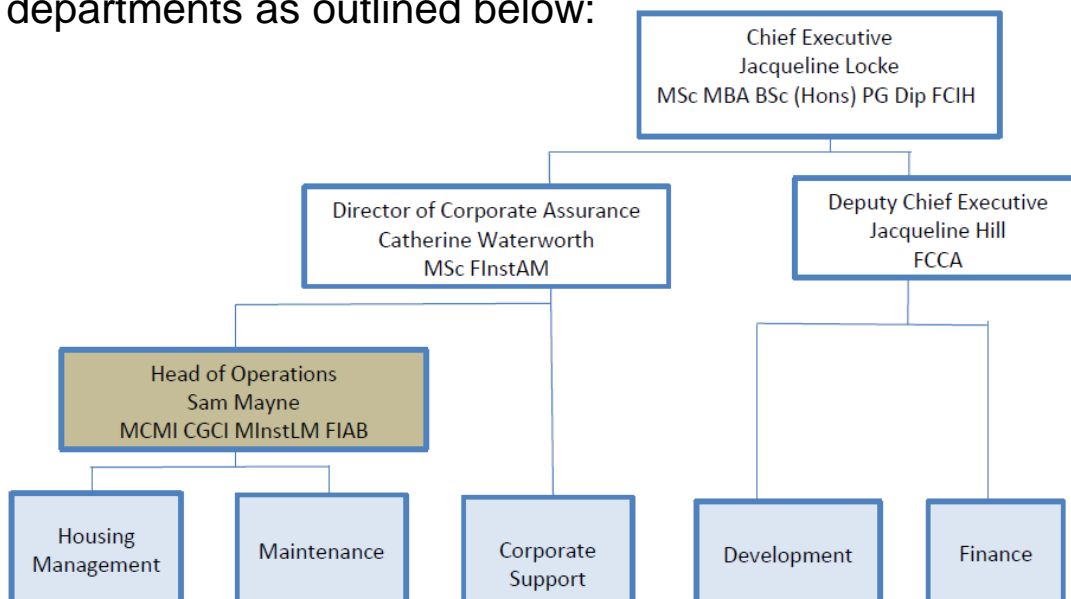 departments as outlined below:
Chief Executive
Jacqueline Locke
MSc MBA BSc (Hons) PG Dip FCIH
Director of Corporate Assurance
Catherine Waterworth
MSc FInstAM
Deputy Chief Executive
Jacqueline Hill
FCCA
Head of Operations
Sam Mayne
MCMI CGCI MInstLM FIAB
Housing
Management
Maintenance
Corporate
Support
Development
Finance